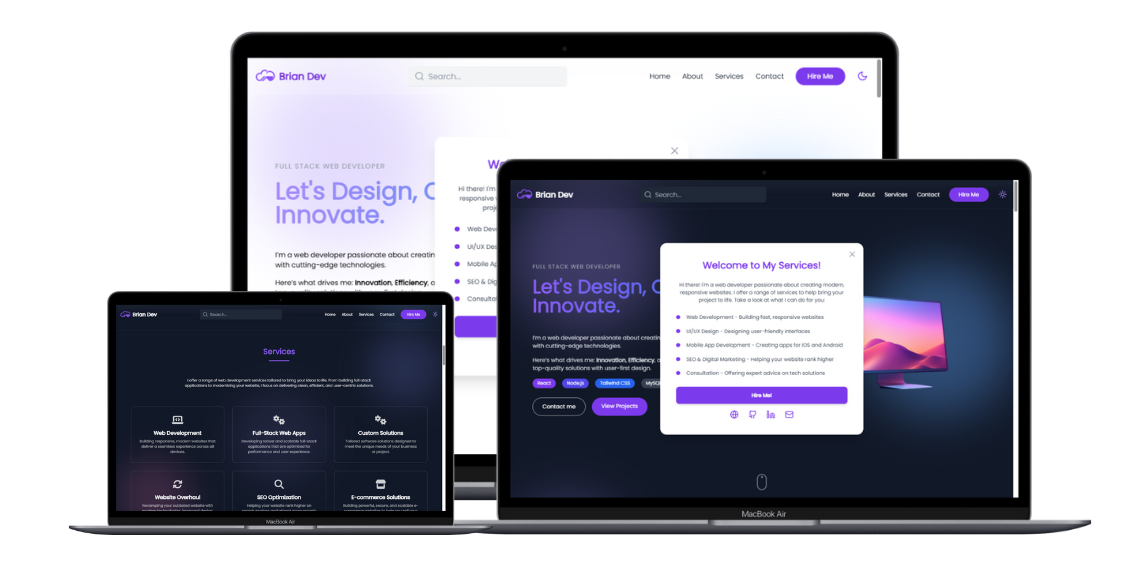 Brian Dev
Search...
Home About Services Contact Hire Me
FULL STACK WEB DEVELOPER
Let's Design, C
Innovate.
I'm a web developer passionate about creatin
with cutting-edge technologies.
Here's what drives me: Innovation, Efficiency, a
We
Hi there! I'm
responsive
proj
Web Dev
UI/UX Des
Mobile Ap
SEO & Dig
Consultat
Brian Dev
Search...
Home About Services Contact Hire Me
FULL STACK WEB DEVELOPER
Let's Design, C
Innovate.
I'm a web developer passionate about creatin
with cutting-edge technologies.
Here's what drives me: Innovation, Efficiency, a
top-quality solutions with user-first design.
React Node.js Tailwind CSS MySQL
Contact me View Projects
Welcome to My Services!
Hi there! I'm a web developer passionate about creating modern,
responsive websites, I offer a range of services to help bring your
project to life. Take a look at what I can do for you:
Web Development - Building fast, responsive websites
UI/UX Design - Designing user-friendly interfaces
Mobile App Development - Creating apps for iOS and Android
SEO & Digital Marketing - Helping your website rank higher
Consultation - Offering expert advice on tech solutions
Hire Me!
MacBook Air
Brian Dev
Search...
Home About Services Contact Hire Me
Services
I offer a range of web development services tailored to bring your ideas to life. From building full-stack
applications to modernizing your website, I focus on delivering clean, efficient, and user-centric solutions.
Web Development
Building responsive, modern websites that
deliver a seamless experience across all
devices.
Full-Stack Web Apps
Developing robust and scalable full-stack
applications that are optimized for
performance and user experience.
Custom Solutions
Tailored software solutions designed to
meet the unique needs of your business
or project.
Website Overhaul
Revamping your outdated website with
SEO Optimization
Helping your website rank higher on
E-commerce Solutions
Building powerful, secure, and scalable e-
MacBook Air